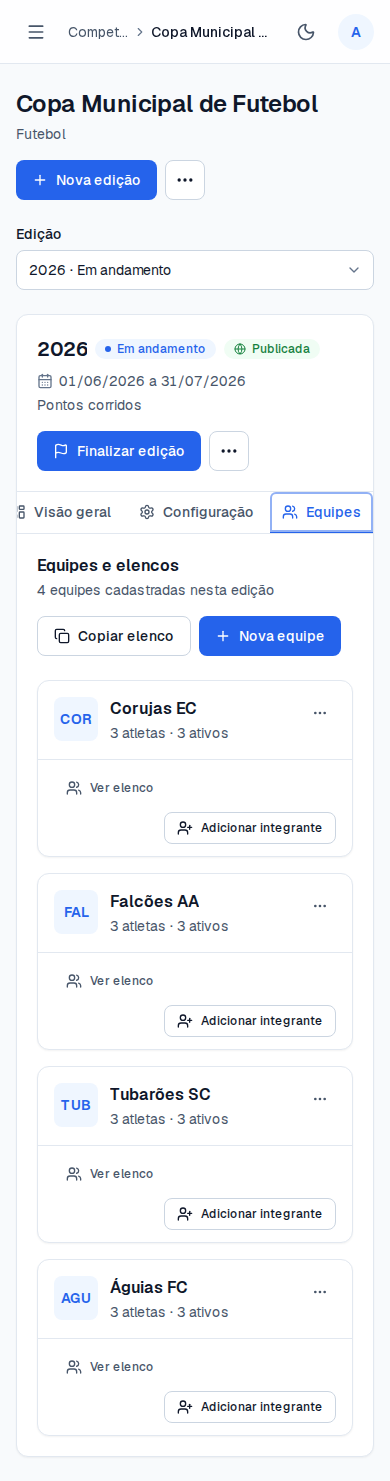 Compet... > Copa Municipal ...
A
Copa Municipal de Futebol
Futebol
+ Nova edição
Edição
2026 · Em andamento
2026
Em andamento
Publicada
01/06/2026 a 31/07/2026
Pontos corridos
Finalizar edição
Visão geral
Configuração
Equipes
Equipes e elencos
4 equipes cadastradas nesta edição
Copiar elenco
+ Nova equipe
COR
Corujas EC
3 atletas · 3 ativos
Ver elenco
Adicionar integrante
FAL
Falcões AA
3 atletas · 3 ativos
Ver elenco
Adicionar integrante
TUB
Tubarões SC
3 atletas · 3 ativos
Ver elenco
Adicionar integrante
AGU
Águias FC
3 atletas · 3 ativos
Ver elenco
Adicionar integrante